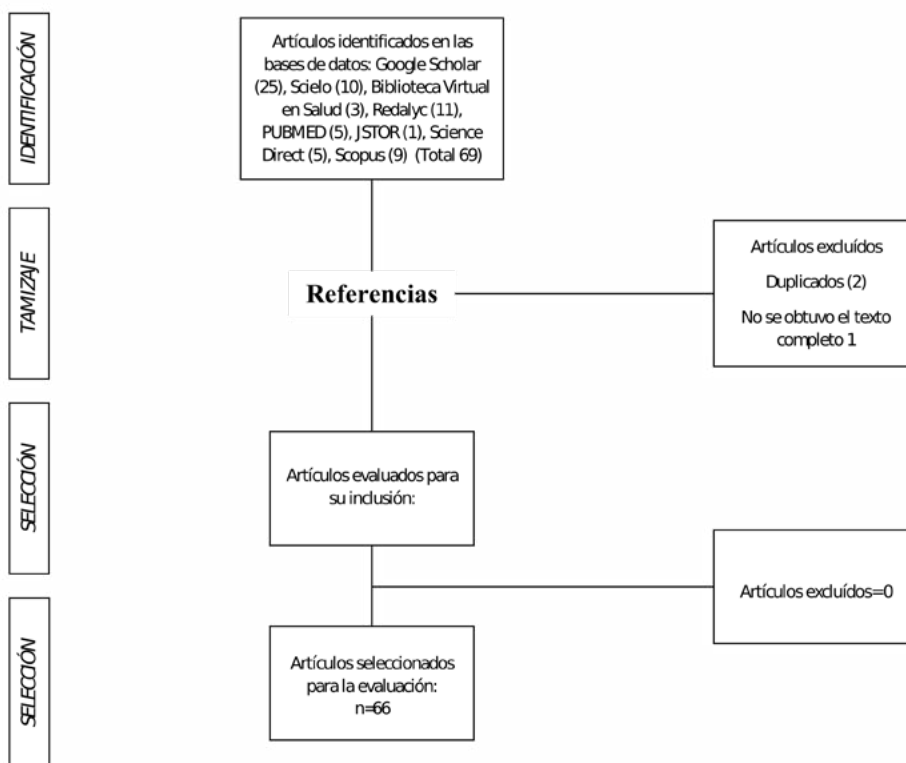 IDENTIFICACIÓN
Artículos identificados en las
bases de datos: Google Scholar
(25), Scielo (10), Biblioteca Virtual
en Salud (3), Redalyc (11),
PUBMED (5), JSTOR (1), Science
Direct (5), Scopus (9) (Total 69)
TAMIZAJE
Referencias
Artículos excluídos
Duplicados (2)
No se obtuvo el texto
completo 1
SELECCIÓN
Artículos evaluados para
su inclusión:
Artículos excluídos=0
SELECCIÓN
Artículos seleccionados
para la evaluación:
n=66